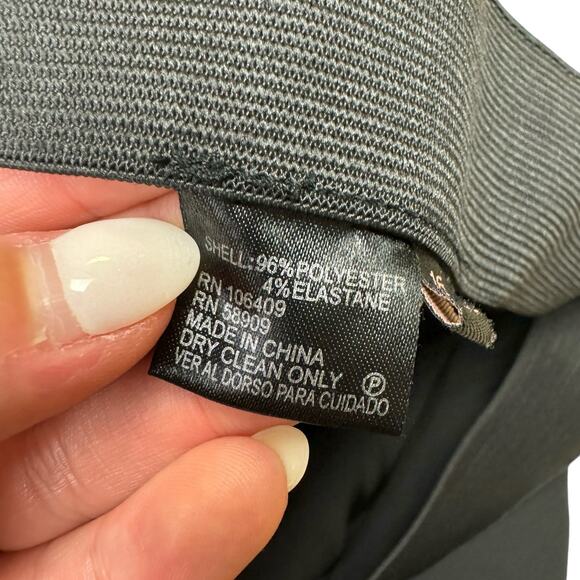 SHELL: 96% POLYESTER
4% ELASTANE
RN 106409
RN 58909
MADE IN CHINA
DRY CLEAN ONLY
VER AL DORSO PARA CUIDADO
P